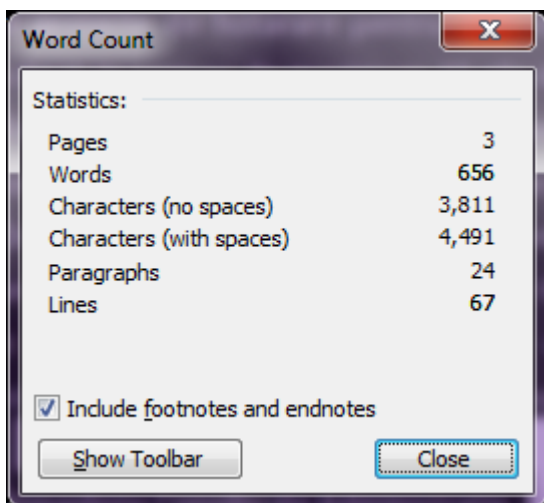 Word Count
Statistics:
Pages 3
Words 656
Characters (no spaces) 3,811
Characters (with spaces) 4,491
Paragraphs 24
Lines 67
Include footnotes and endnotes
Show Toolbar Close